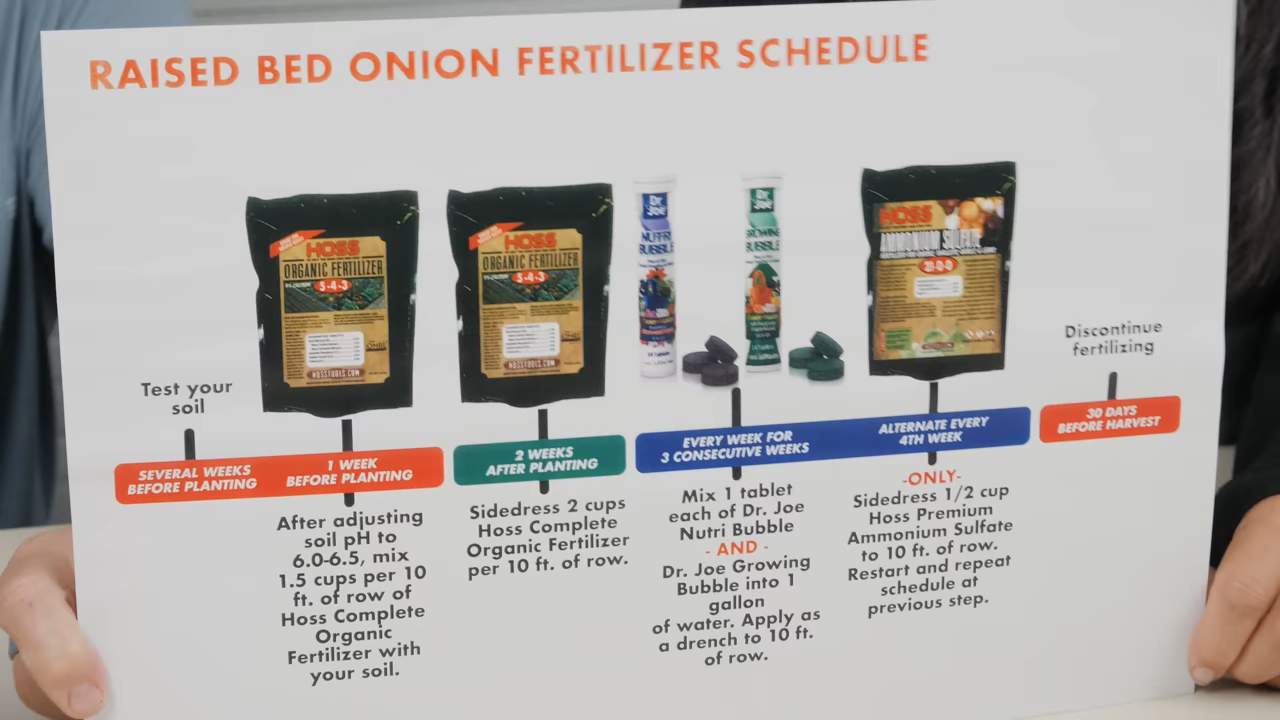 RAISED BED ONION FERTILIZER SCHEDULE
Test your
soil
SEVERAL WEEKS
BEFORE PLANTING
HOSS
ORGANIC FERTILIZER
5-4-3
HOSSTOOLS.COM
1 WEEK
BEFORE PLANTING
After adjusting
soil pH to
6.0-6.5, mix
1.5 cups per 10
ft. of row of
Hoss Complete
Organic
Fertilizer with
your soil.
HOSS
ORGANIC FERTILIZER
5-4-3
HOSSTOOLS.COM
2 WEEKS
AFTER PLANTING
Sidedress 2 cups
Hoss Complete
Organic Fertilizer
per 10 ft. of row.
Dr.
Joe
NUTRI
BUBBLE
Dr.
Joe
GROWING
BUBBLE
EVERY WEEK FOR
3 CONSECUTIVE WEEKS
Mix 1 tablet
each of Dr. Joe
Nutri Bubble
- AND -
Dr. Joe Growing
Bubble into 1
gallon
of water. Apply as
a drench to 10 ft.
of row.
HOSS
AMMONIUM SULFATE
21-0-0
ALTERNATE EVERY
4TH WEEK
-ONLY-
Sidedress 1/2 cup
Hoss Premium
Ammonium Sulfate
to 10 ft. of row.
Restart and repeat
schedule at
previous step.
Discontinue
fertilizing
30 DAYS
BEFORE HARVEST